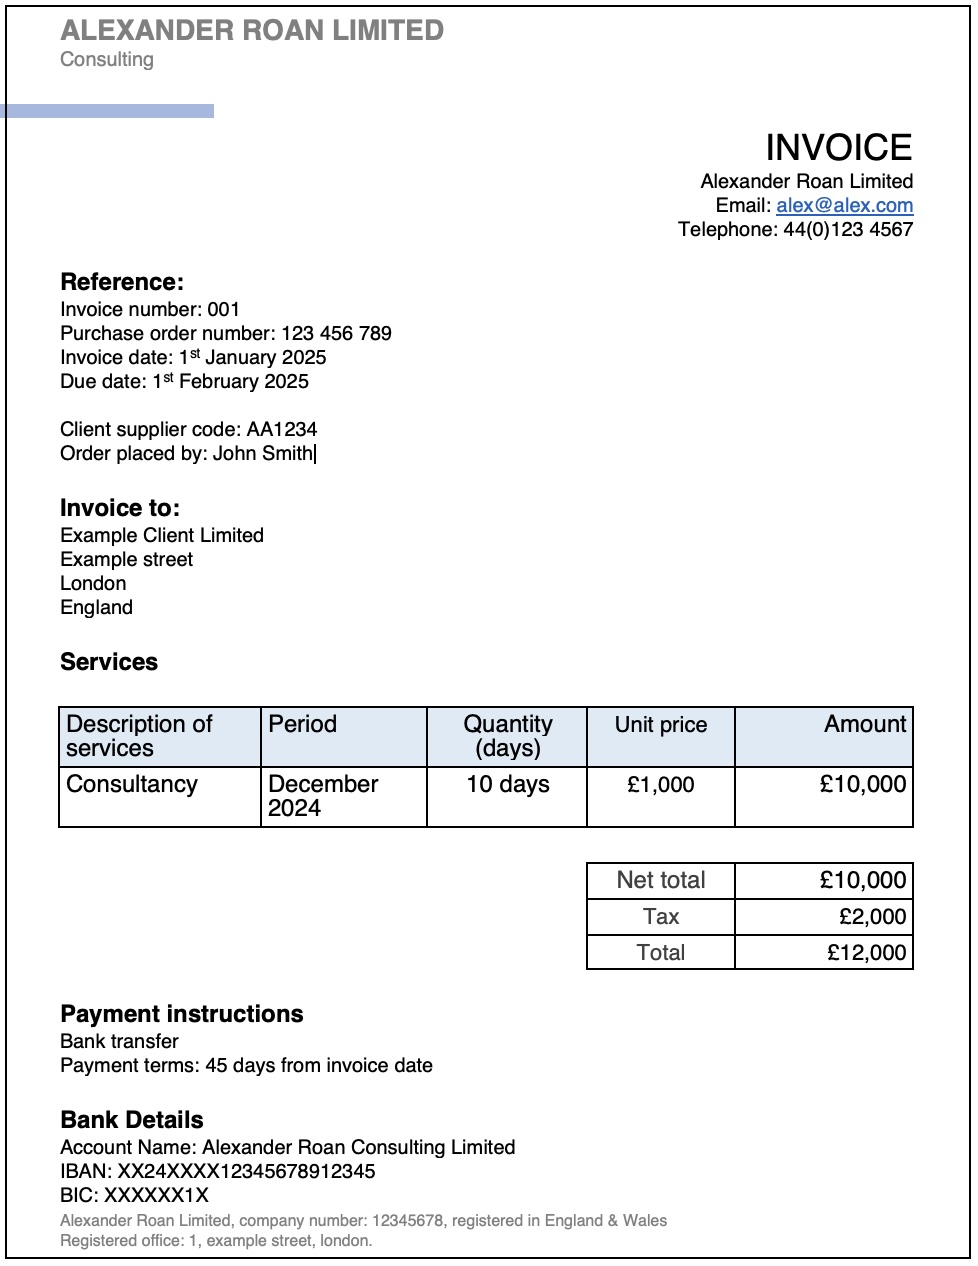 ALEXANDER ROAN LIMITED
Consulting
INVOICE
Alexander Roan Limited
Email: alex@alex.com
Telephone: 44(0)123 4567
Reference:
Invoice number: 001
Purchase order number: 123 456 789
Invoice date: 1st January 2025
Due date: 1st February 2025
Client supplier code: AA1234
Order placed by: John Smith
Invoice to:
Example Client Limited
Example street
London
England
Services
Description of services Period Quantity (days) Unit price Amount
Consultancy December 2024 10 days £1,000 £10,000
Net total £10,000
Tax £2,000
Total £12,000
Payment instructions
Bank transfer
Payment terms: 45 days from invoice date
Bank Details
Account Name: Alexander Roan Consulting Limited
IBAN: XX24XXXX12345678912345
BIC: XXXXXX1X
Alexander Roan Limited, company number: 12345678, registered in England & Wales
Registered office: 1, example street, london.